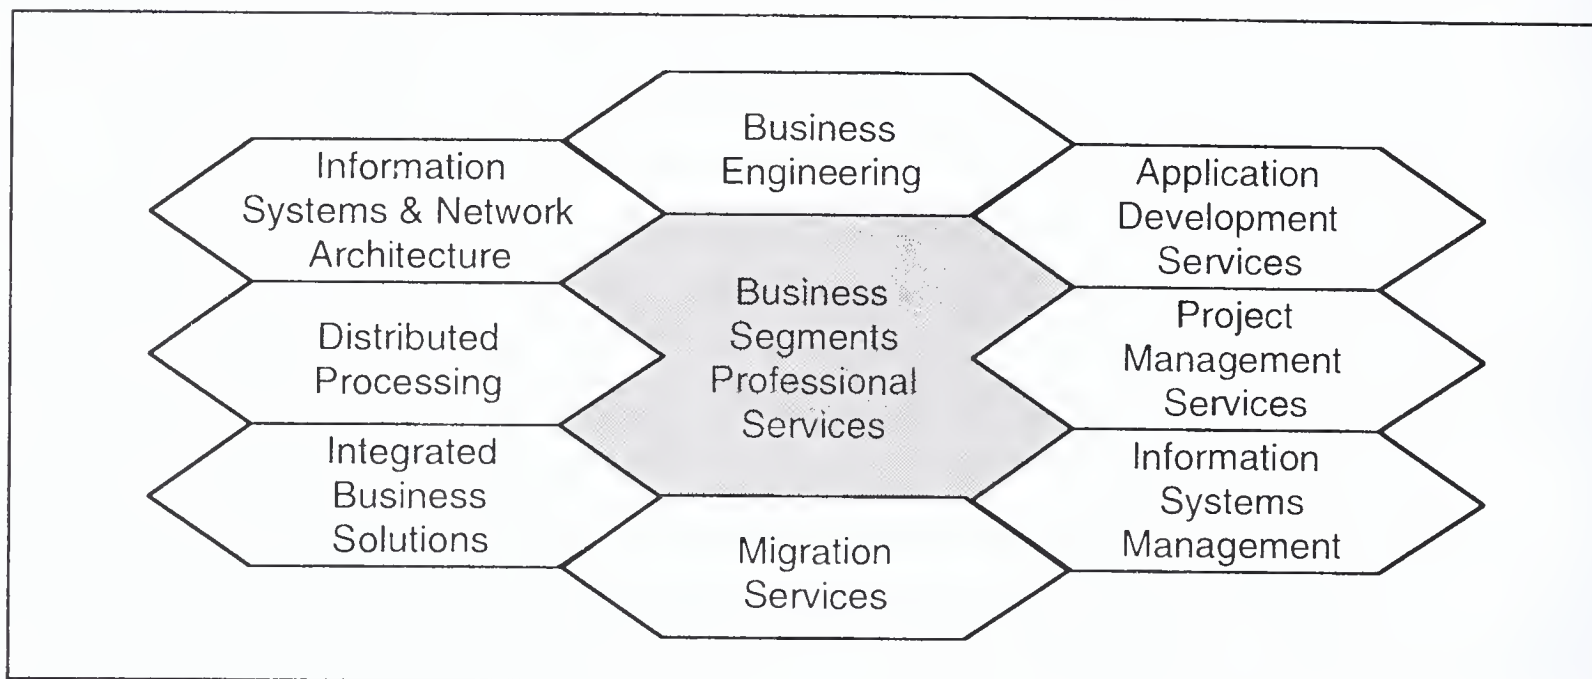 Business
Engineering
Information
Systems & Network
Architecture
Application
Development
Services
Business
Segments
Professional
Services
Distributed
Processing
Project
Management
Services
Integrated
Business
Solutions
Information
Systems
Management
Migration
Services